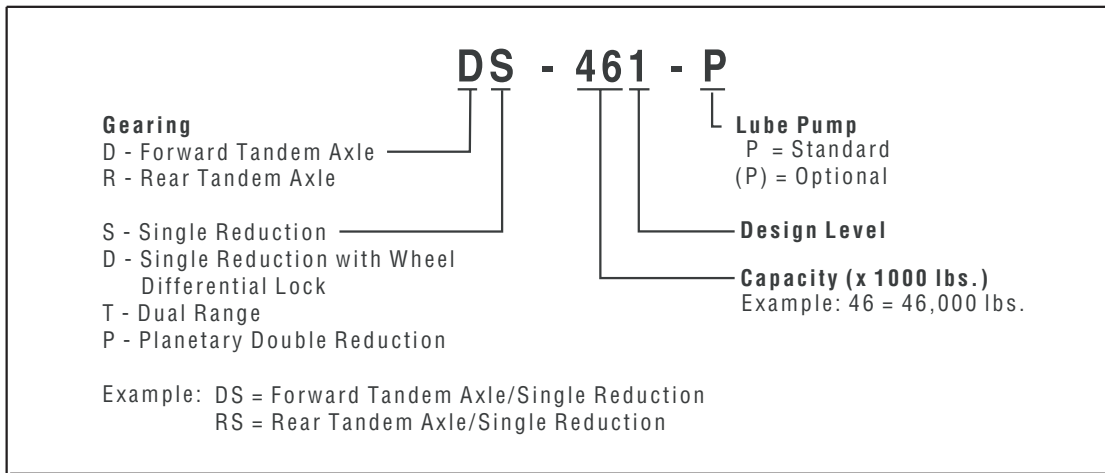 DS - 461 - P
Gearing
D - Forward Tandem Axle
R - Rear Tandem Axle
S - Single Reduction
D - Single Reduction with Wheel
Differential Lock
T - Dual Range
P - Planetary Double Reduction
Lube Pump
P = Standard
(P) = Optional
Design Level
Capacity (x 1000 lbs.)
Example: 46 = 46,000 lbs.
Example: DS = Forward Tandem Axle/Single Reduction
RS = Rear Tandem Axle/Single Reduction